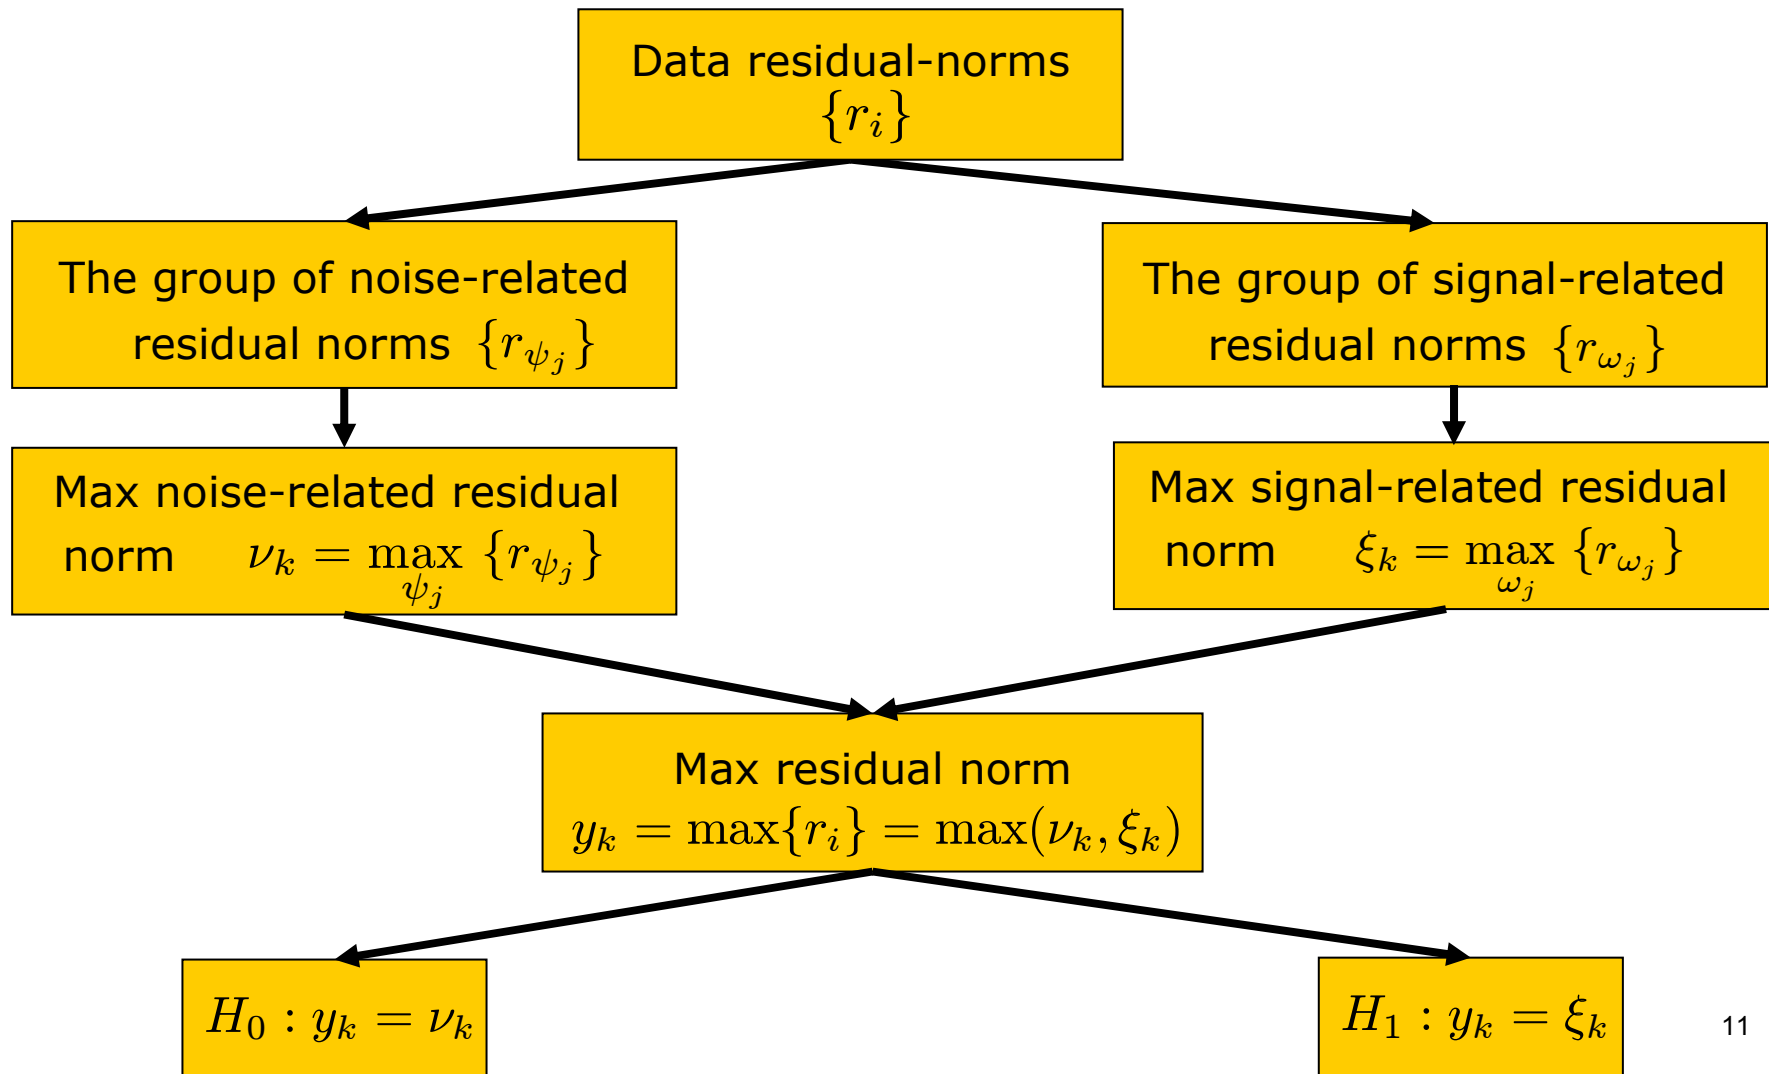 Data residual-norms
{r_i}
The group of noise-related
residual norms {r_{ψ_j}}
The group of signal-related
residual norms {r_{ω_j}}
Max noise-related residual
norm ν_k = max_{ψ_j} {r_{ψ_j}}
Max signal-related residual
norm ξ_k = max_{ω_j} {r_{ω_j}}
Max residual norm
y_k = max{r_i} = max(ν_k, ξ_k)
H_0 : y_k = ν_k
H_1 : y_k = ξ_k
11